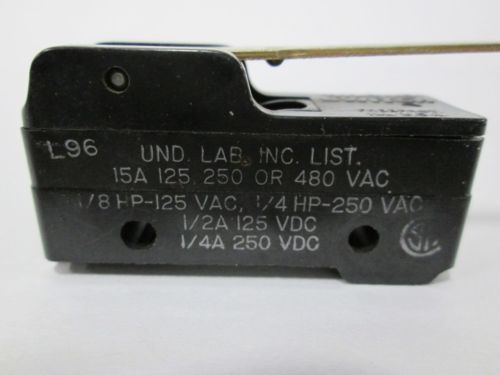 L96
UND. LAB. INC. LIST.
15A 125, 250 OR 480 VAC
1/8 HP-125 VAC, 1/4 HP-250 VAC
1/2A 125 VDC
1/4A 250 VDC